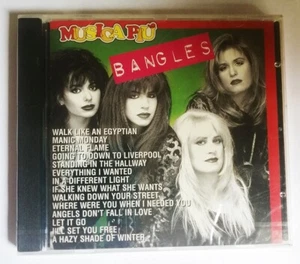 MUSICA PIÙ
BANGLES
WALK LIKE AN EGYPTIAN
MANIC MONDAY
ETERNAL FLAME
GOING TO DOWN TO LIVERPOOL
STANDING IN THE HALLWAY
EVERYTHING I WANTED
IN A DIFFERENT LIGHT
IF SHE KNEW WHAT SHE WANTS
WALKING DOWN YOUR STREET
WHERE WERE YOU WHEN I NEEDED YOU
ANGELS DON'T FALL IN LOVE
LET IT GO
I'LL SET YOU FREE
A HAZY SHADE OF WINTER